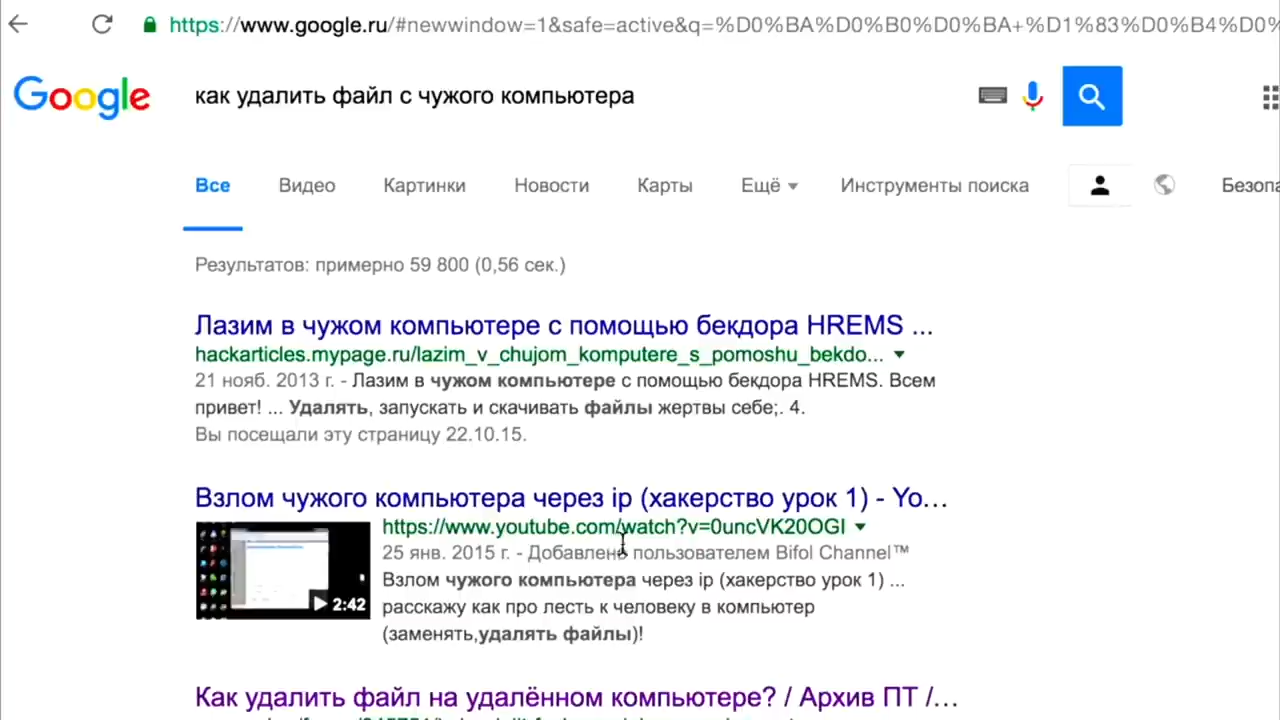 https://www.google.ru/#newwindow=1&safe=active&q=%D0%BA%D0%B0%D0%BA+%D1%83%D0%B4%D0%
Google
как удалить файл с чужого компьютера
Все Видео Картинки Новости Карты Ещё Инструменты поиска
Результатов: примерно 59 800 (0,56 сек.)
Лазим в чужом компьютере с помощью бекдора HREMS ...
hackarticles.mypage.ru/lazim_v_chujom_komputere_s_pomoshu_bekdo...
21 нояб. 2013 г. - Лазим в чужом компьютере с помощью бекдора HREMS. Всем
привет! ... Удалять, запускать и скачивать файлы жертвы себе;. 4.
Вы посещали эту страницу 22.10.15.
Взлом чужого компьютера через ip (хакерство урок 1) - Yo...
https://www.youtube.com/watch?v=0uncVK20OGI
25 янв. 2015 г. - Добавлено пользователем Bifol Channel™
Взлом чужого компьютера через ip (хакерство урок 1) ...
расскажу как про лесть к человеку в компьютер
(заменять,удалять файлы)!
2:42
Как удалить файл на удалённом компьютере? / Архив ПТ /...